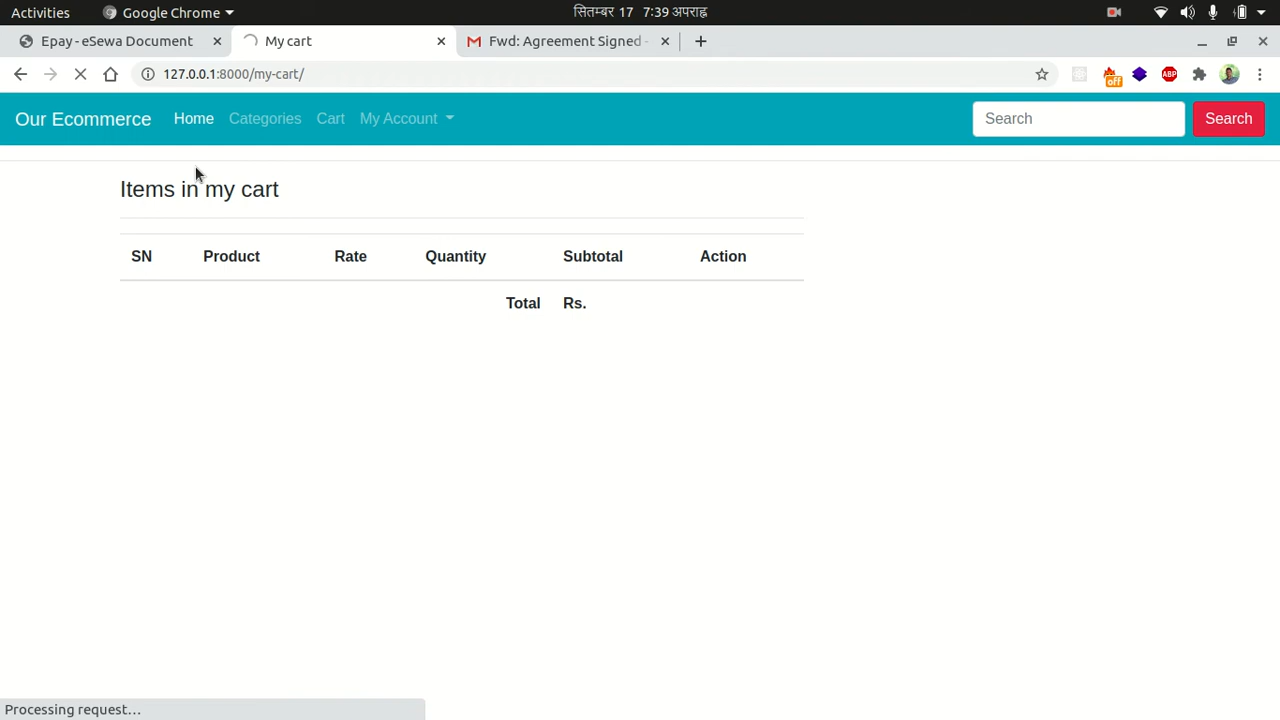 Activities Google Chrome सितम्बर 17 7:39 अपराह्न
Epay - eSewa Document My cart Fwd: Agreement Signed -
127.0.0.1:8000/my-cart/ off ABP
Our Ecommerce Home Categories Cart My Account Search Search
Items in my cart
SN Product Rate Quantity Subtotal Action
Total Rs.
Processing request...